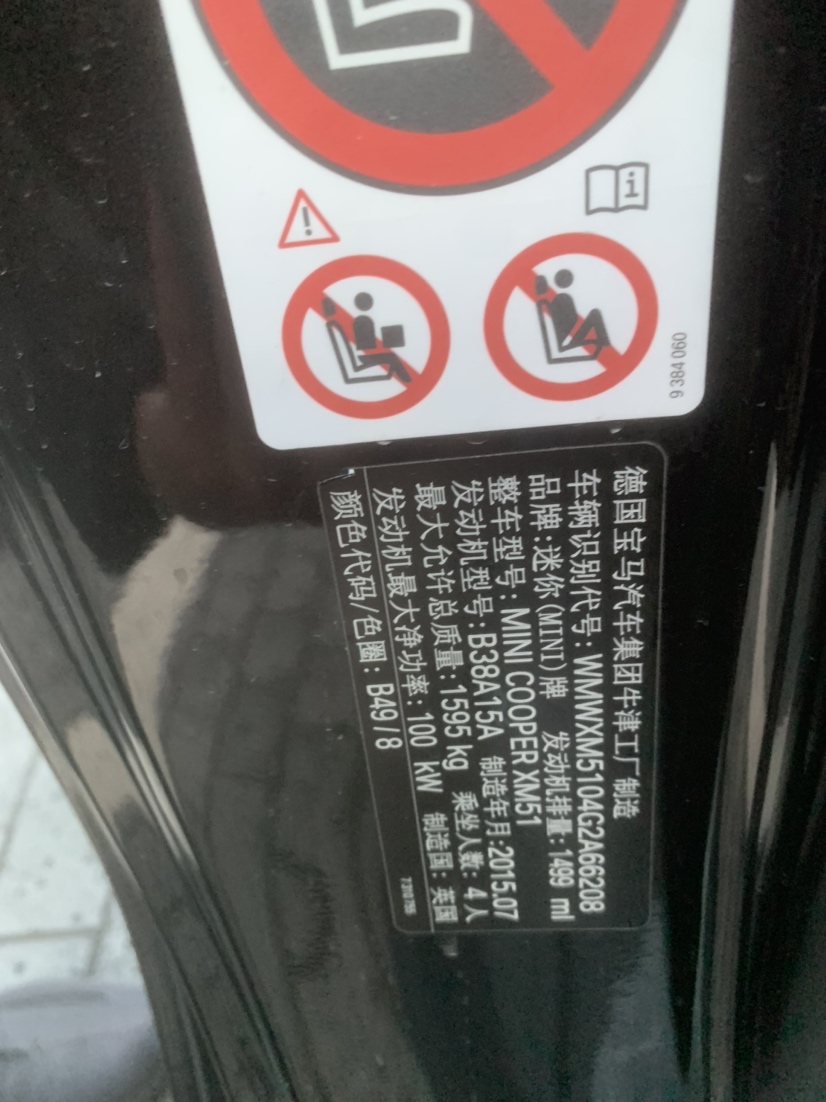 9 384 060
德国宝马汽车集团牛津工厂制造
车辆识别代号: WMWXM5104G2A66208
品牌: 迷你(MINI)牌 发动机排量: 1499 ml
整车型号: MINI COOPER XM51
发动机型号: B38A15A 制造年月:2015.07
最大允许总质量: 1595 kg 乘坐人数: 4人
发动机最大净功率: 100 kW 制造国: 英国
颜色代码/色圈: B49 / 8